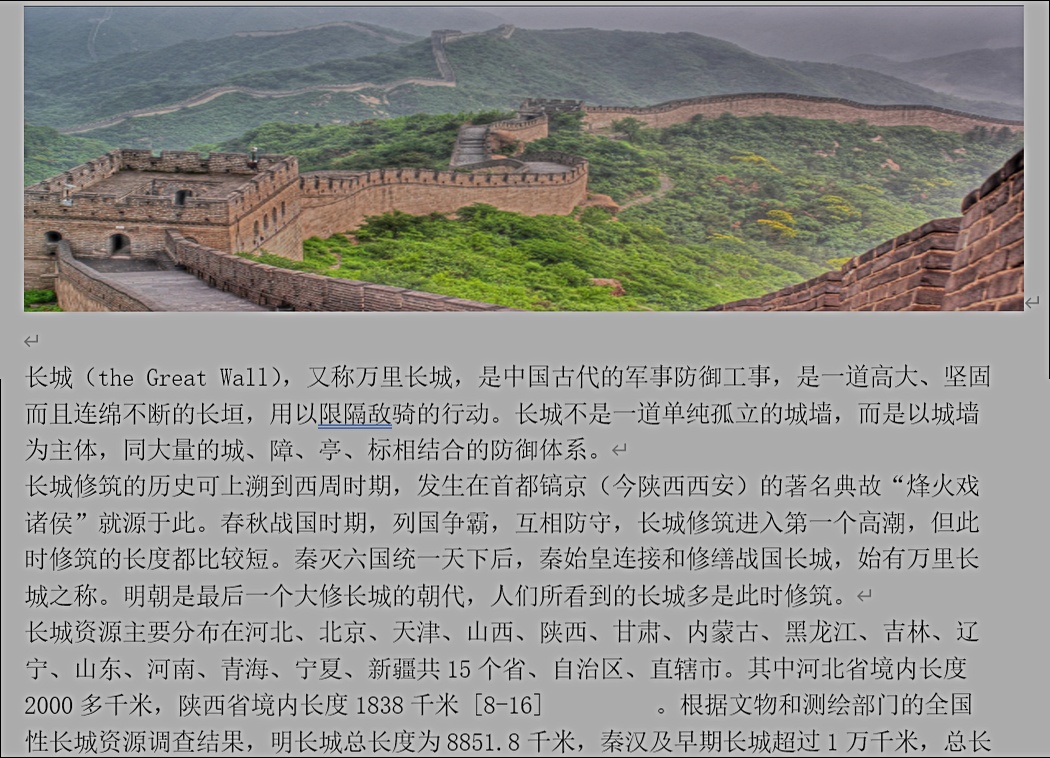 长城（the Great Wall），又称万里长城，是中国古代的军事防御工事，是一道高大、坚固
而且连绵不断的长垣，用以限隔敌骑的行动。长城不是一道单纯孤立的城墙，而是以城墙
为主体，同大量的城、障、亭、标相结合的防御体系。
长城修筑的历史可上溯到西周时期，发生在首都镐京（今陕西西安）的著名典故“烽火戏
诸侯”就源于此。春秋战国时期，列国争霸，互相防守，长城修筑进入第一个高潮，但此
时修筑的长度都比较短。秦灭六国统一天下后，秦始皇连接和修缮战国长城，始有万里长
城之称。明朝是最后一个大修长城的朝代，人们所看到的长城多是此时修筑。
长城资源主要分布在河北、北京、天津、山西、陕西、甘肃、内蒙古、黑龙江、吉林、辽
宁、山东、河南、青海、宁夏、新疆共 15 个省、自治区、直辖市。其中河北省境内长度
2000 多千米，陕西省境内长度 1838 千米 [8-16] 。根据文物和测绘部门的全国
性长城资源调查结果，明长城总长度为 8851.8 千米，秦汉及早期长城超过 1 万千米，总长